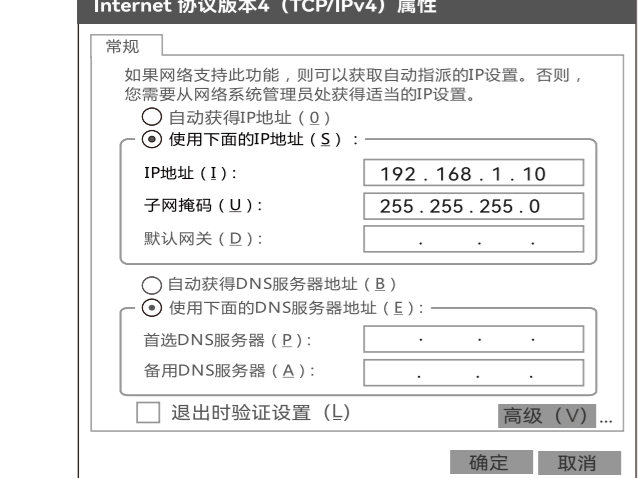 Internet 协议版本4（TCP/IPv4）属性
常规
如果网络支持此功能，则可以获取自动指派的IP设置。否则，
您需要从网络系统管理员处获得适当的IP设置。
自动获得IP地址（0）
使用下面的IP地址（S）：
IP地址（I）： 192 . 168 . 1 . 10
子网掩码（U）： 255 . 255 . 255 . 0
默认网关（D）： . . .
自动获得DNS服务器地址（B）
使用下面的DNS服务器地址（E）：
首选DNS服务器（P）： . . .
备用DNS服务器（A）： . . .
退出时验证设置（L）
高级（V）...
确定 取消